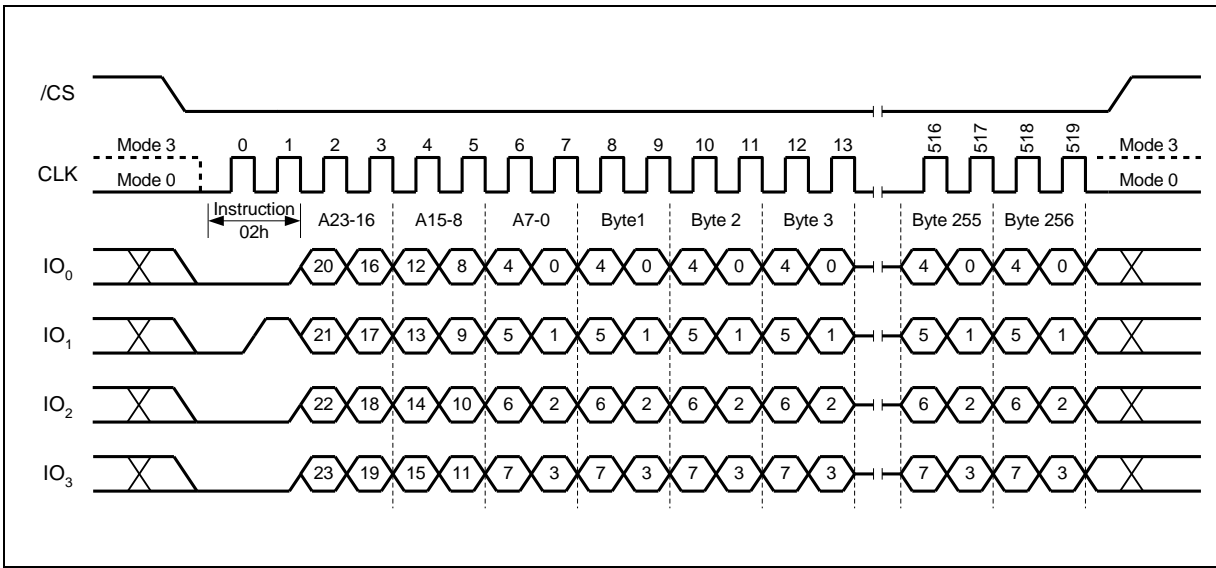 /CS
Mode 3 0 1 2 3 4 5 6 7 8 9 10 11 12 13 516 517 518 519 Mode 3
CLK
Mode 0 Mode 0
Instruction A23-16 A15-8 A7-0 Byte1 Byte 2 Byte 3 Byte 255 Byte 256
02h
IO0 20 16 12 8 4 0 4 0 4 0 4 0 4 0 4 0
IO1 21 17 13 9 5 1 5 1 5 1 5 1 5 1 5 1
IO2 22 18 14 10 6 2 6 2 6 2 6 2 6 2 6 2
IO3 23 19 15 11 7 3 7 3 7 3 7 3 7 3 7 3